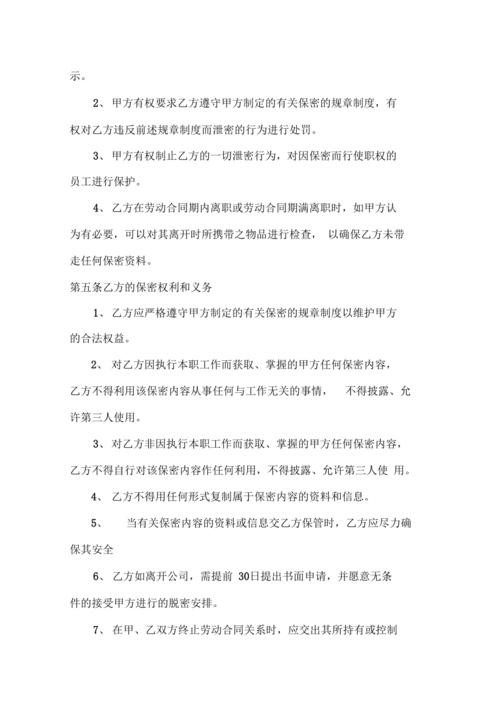 示。
2、 甲方有权要求乙方遵守甲方制定的有关保密的规章制度，有
权对乙方违反前述规章制度而泄密的行为进行处罚。
3、 甲方有权制止乙方的一切泄密行为，对因保密而行使职权的
员工进行保护。
4、 乙方在劳动合同期内离职或劳动合同期满离职时，如甲方认
为有必要，可以对其离开时所携带之物品进行检查， 以确保乙方未带
走任何保密资料。
第五条乙方的保密权利和义务
1、 乙方应严格遵守甲方制定的有关保密的规章制度以维护甲方
的合法权益。
2、 对乙方因执行本职工作而获取、掌握的甲方任何保密内容，
乙方不得利用该保密内容从事任何与工作无关的事情， 不得披露、允
许第三人使用。
3、 对乙方非因执行本职工作而获取、掌握的甲方任何保密内容，
乙方不得自行对该保密内容作任何利用，不得披露、允许第三人使 用。
4、 乙方不得用任何形式复制属于保密内容的资料和信息。
5、 当有关保密内容的资料或信息交乙方保管时，乙方应尽力确
保其安全
6、 乙方如离开公司，需提前 30日提出书面申请，并愿意无条
件的接受甲方进行的脱密安排。
7、 在甲、乙双方终止劳动合同关系时，应交出其所持有或控制